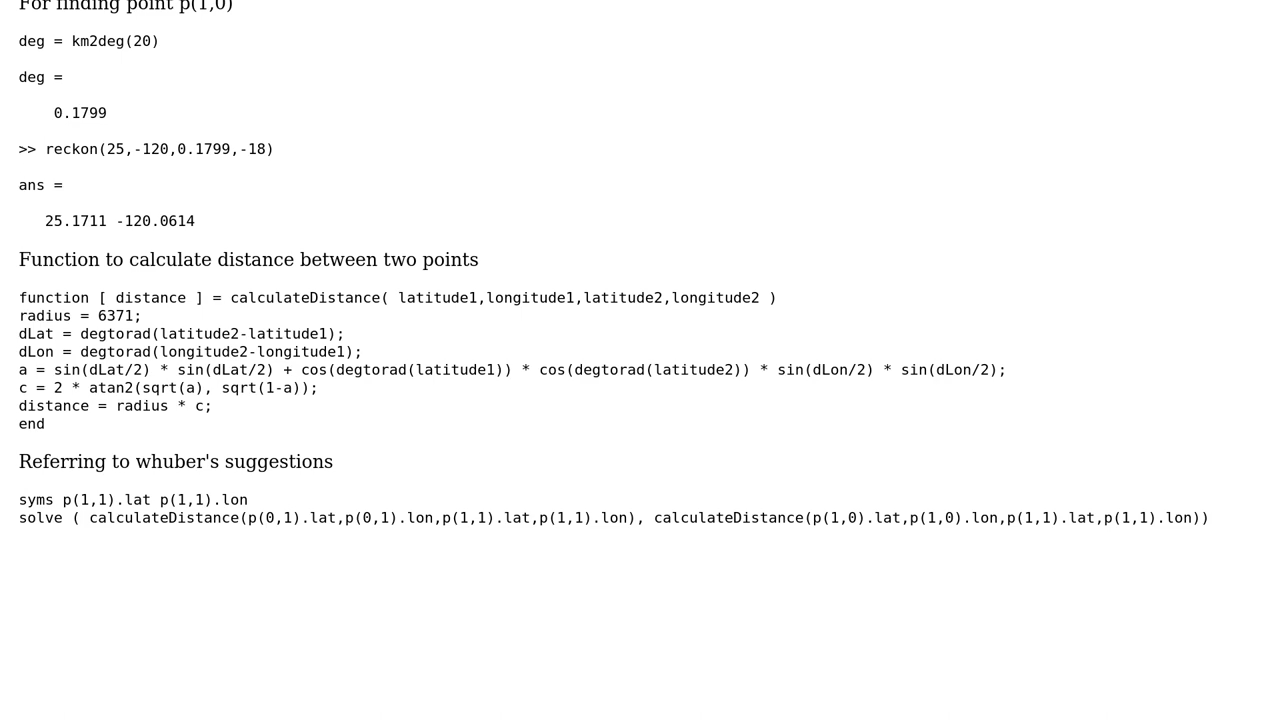 For finding point p(1,0)
deg = km2deg(20)
deg =
0.1799
>> reckon(25,-120,0.1799,-18)
ans =
25.1711 -120.0614
Function to calculate distance between two points
function [ distance ] = calculateDistance( latitude1,longitude1,latitude2,longitude2 )
radius = 6371;
dLat = degtorad(latitude2-latitude1);
dLon = degtorad(longitude2-longitude1);
a = sin(dLat/2) * sin(dLat/2) + cos(degtorad(latitude1)) * cos(degtorad(latitude2)) * sin(dLon/2) * sin(dLon/2);
c = 2 * atan2(sqrt(a), sqrt(1-a));
distance = radius * c;
end
Referring to whuber's suggestions
syms p(1,1).lat p(1,1).lon
solve ( calculateDistance(p(0,1).lat,p(0,1).lon,p(1,1).lat,p(1,1).lon), calculateDistance(p(1,0).lat,p(1,0).lon,p(1,1).lat,p(1,1).lon))